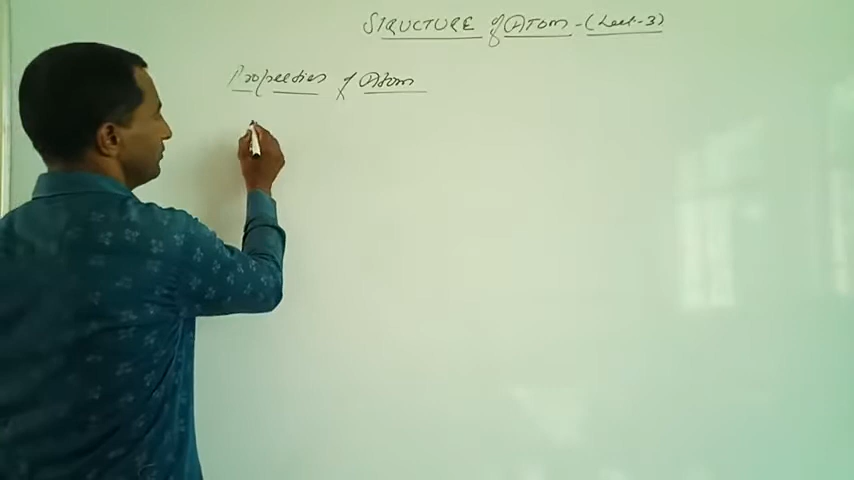 STRUCTURE of ATOM - (Lect-3)
Properties of Atom